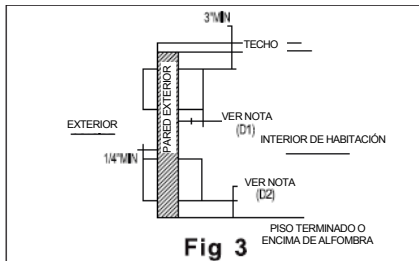 3"MIN
TECHO
PARED EXTERIOR
VER NOTA
(D1)
EXTERIOR
INTERIOR DE HABITACIÓN
1/4"MIN
VER NOTA
(D2)
PISO TERMINADO O
ENCIMA DE ALFOMBRA
Fig 3